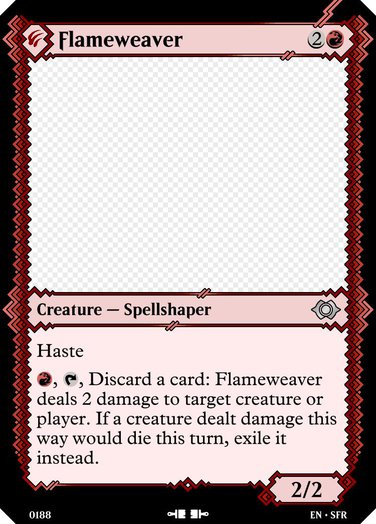 Flameweaver 2
Creature — Spellshaper
Haste
, , Discard a card: Flameweaver
deals 2 damage to target creature or
player. If a creature dealt damage this
way would die this turn, exile it
instead.
2/2
0188 EN • SFR